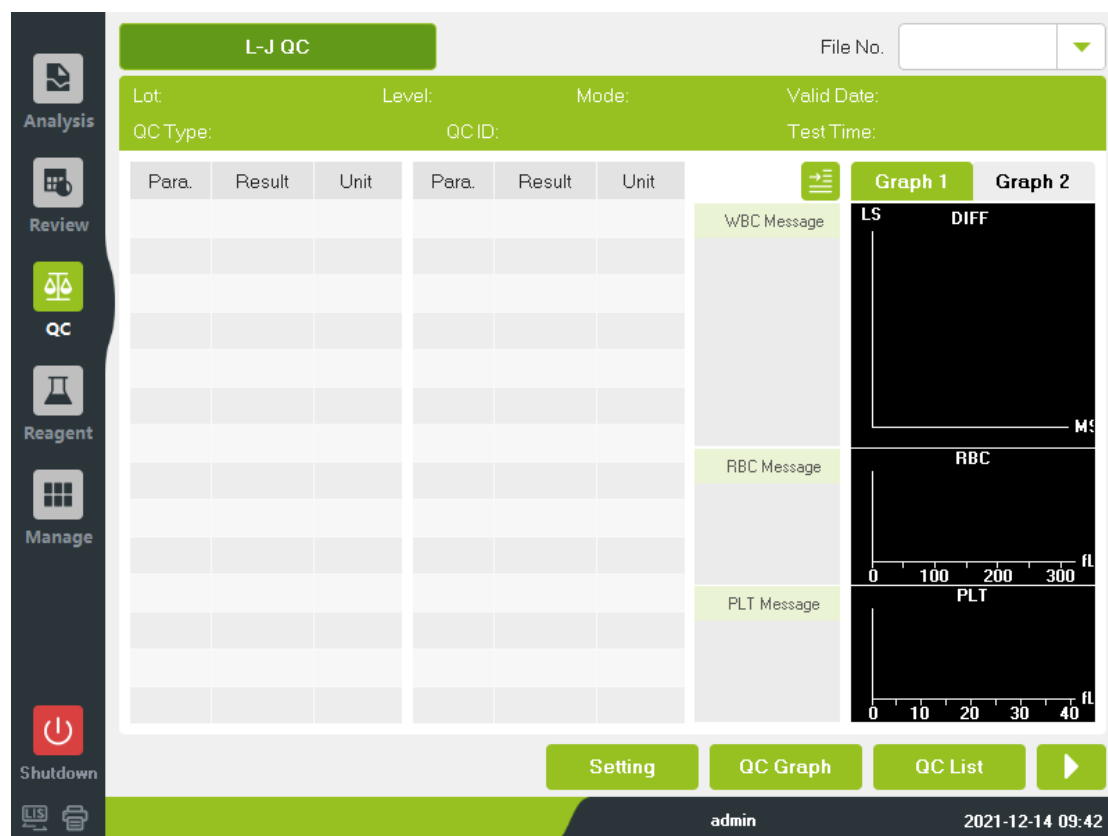 L-J QC
File No.
Analysis
Review
QC
Reagent
Manage
Shutdown
LIS
Lot: Level: Mode: Valid Date:
QC Type: QC ID: Test Time:
Para. Result Unit Para. Result Unit
Graph 1 Graph 2
WBC Message
LS DIFF
MS
RBC Message
RBC
fL
0 100 200 300
PLT Message
PLT
fL
0 10 20 30 40
Setting QC Graph QC List
admin 2021-12-14 09:42